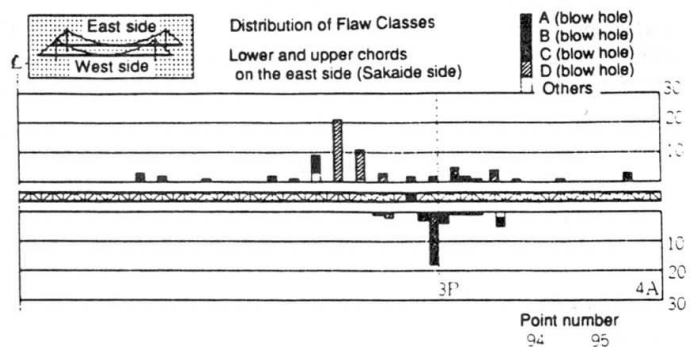 East side
West side
Distribution of Flaw Classes
Lower and upper chords
on the east side (Sakaide side)
A (blow hole)
B (blow hole)
C (blow hole)
D (blow hole)
Others
30
20
10
10
20
30
3P
4A
Point number
94 95